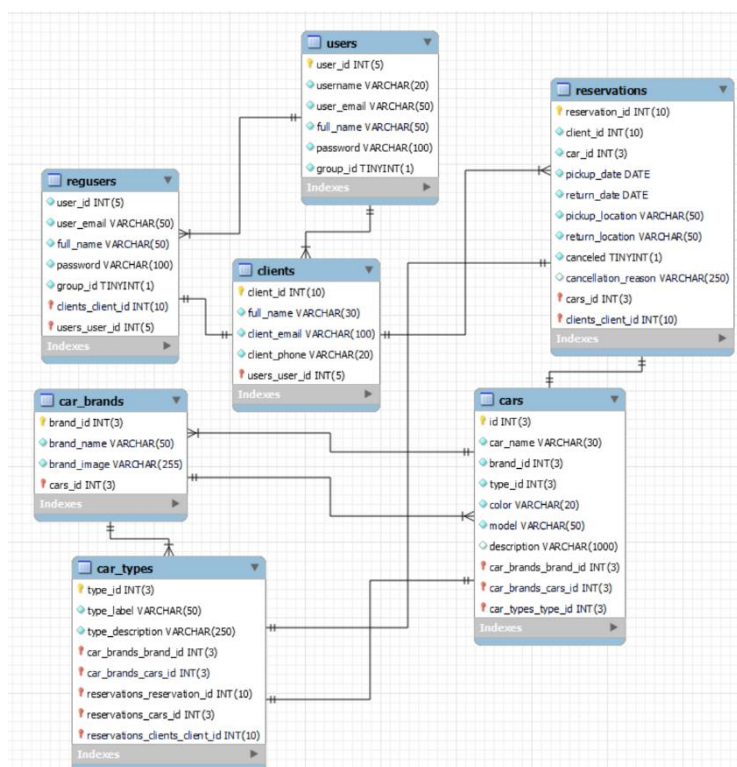 users
user_id INT(5)
username VARCHAR(20)
user_email VARCHAR(50)
full_name VARCHAR(50)
password VARCHAR(100)
group_id TINYINT(1)
Indexes
reservations
reservation_id INT(10)
client_id INT(10)
car_id INT(3)
pickup_date DATE
return_date DATE
pickup_location VARCHAR(50)
return_location VARCHAR(50)
canceled TINYINT(1)
cancellation_reason VARCHAR(250)
cars_id INT(3)
clients_client_id INT(10)
Indexes
regusers
user_id INT(5)
user_email VARCHAR(50)
full_name VARCHAR(50)
password VARCHAR(100)
group_id TINYINT(1)
clients_client_id INT(10)
users_user_id INT(5)
Indexes
clients
client_id INT(10)
full_name VARCHAR(30)
client_email VARCHAR(100)
client_phone VARCHAR(20)
users_user_id INT(5)
Indexes
car_brands
brand_id INT(3)
brand_name VARCHAR(50)
brand_image VARCHAR(255)
cars_id INT(3)
Indexes
cars
id INT(3)
car_name VARCHAR(30)
brand_id INT(3)
type_id INT(3)
color VARCHAR(20)
model VARCHAR(50)
description VARCHAR(1000)
car_brands_brand_id INT(3)
car_brands_cars_id INT(3)
car_types_type_id INT(3)
Indexes
car_types
type_id INT(3)
type_label VARCHAR(50)
type_description VARCHAR(250)
car_brands_brand_id INT(3)
car_brands_cars_id INT(3)
reservations_reservation_id INT(10)
reservations_cars_id INT(3)
reservations_clients_client_id INT(10)
Indexes